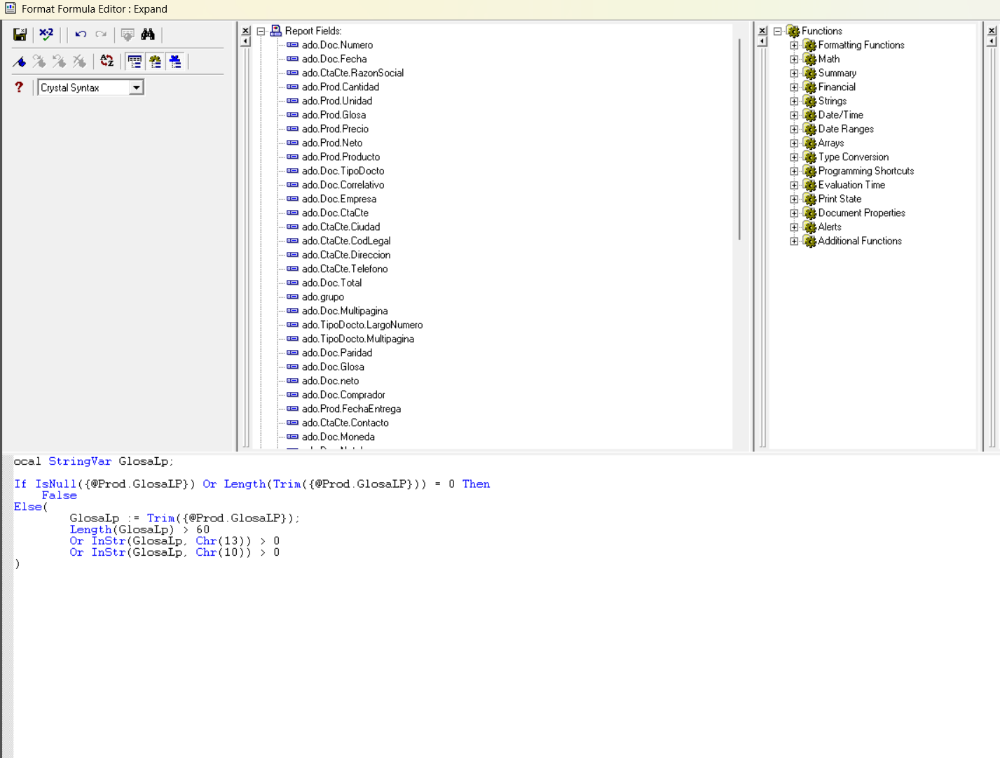 Format Formula Editor : Expand
X+2
A
Z
?
Crystal Syntax
Report Fields:
ado.Doc.Numero
ado.Doc.Fecha
ado.CtaCte.RazonSocial
ado.Prod.Cantidad
ado.Prod.Unidad
ado.Prod.Glosa
ado.Prod.Precio
ado.Prod.Neto
ado.Prod.Producto
ado.Doc.TipoDocto
ado.Doc.Correlativo
ado.Doc.Empresa
ado.Doc.CtaCte
ado.CtaCte.Ciudad
ado.CtaCte.CodLegal
ado.CtaCte.Direccion
ado.CtaCte.Telefono
ado.Doc.Total
ado.grupo
ado.Doc.Multipagina
ado.TipoDocto.LargoNumero
ado.TipoDocto.Multipagina
ado.Doc.Paridad
ado.Doc.Glosa
ado.Doc.neto
ado.Doc.Comprador
ado.Prod.FechaEntrega
ado.CtaCte.Contacto
ado.Doc.Moneda
Functions
Formatting Functions
Math
Summary
Financial
Strings
Date/Time
Date Ranges
Arrays
Type Conversion
Programming Shortcuts
Evaluation Time
Print State
Document Properties
Alerts
Additional Functions
ocal StringVar GlosaLp;
If IsNull({@Prod.GlosaLP}) Or Length(Trim({@Prod.GlosaLP})) = 0 Then
False
Else(
GlosaLp := Trim({@Prod.GlosaLP});
Length(GlosaLp) > 60
Or InStr(GlosaLp, Chr(13)) > 0
Or InStr(GlosaLp, Chr(10)) > 0
)